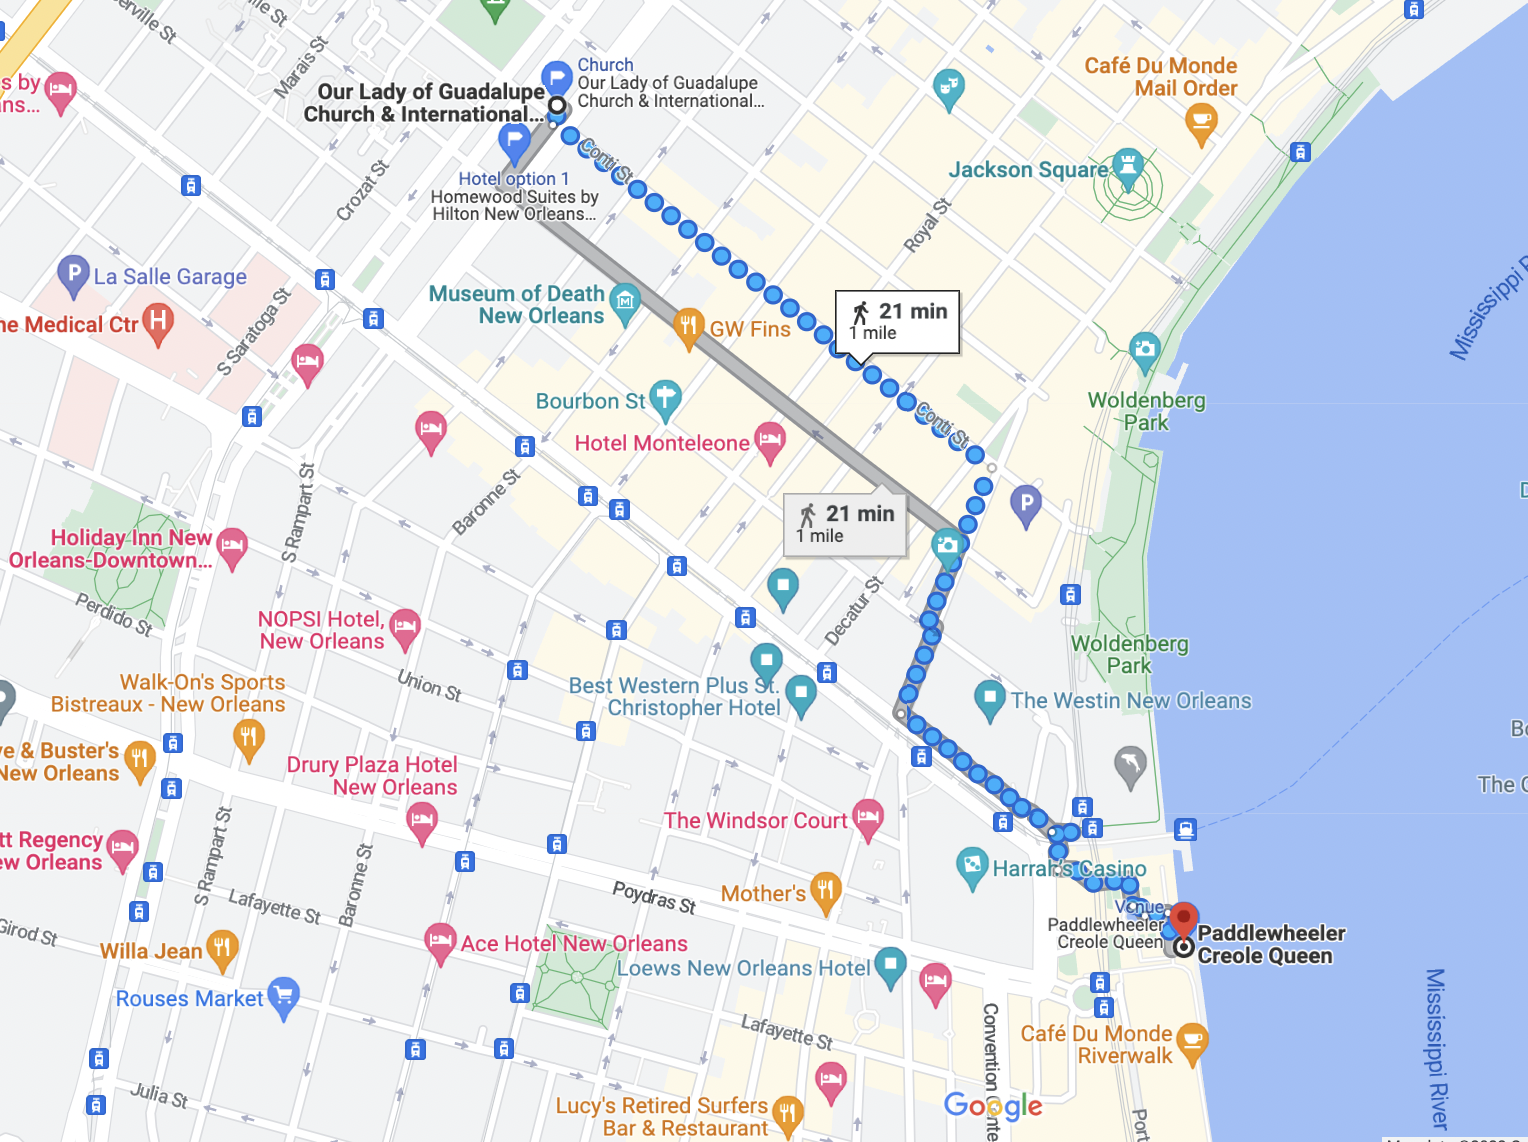 erville St
lle St
Marais St
s by
ans...
Our Lady of Guadalupe
Church & International...
Church
Our Lady of Guadalupe
Church & International...
Café Du Monde
Mail Order
Jackson Square
Conti St
Crozat St
Hotel option 1
Homewood Suites by
Hilton New Orleans...
Royal St
P
La Salle Garage
Mississippi
he Medical Ctr
H
S Saratoga St
Museum of Death
New Orleans
GW Fins
21 min
1 mile
Bourbon St
Woldenberg
Park
Conti St
Hotel Monteleone
Baronne St
S Rampart St
21 min
1 mile
P
Holiday Inn New
Orleans-Downtown...
Perdido St
Decatur St
NOPSI Hotel,
New Orleans
Woldenberg
Park
Union St
Walk-On's Sports
Bistreaux - New Orleans
Best Western Plus St.
Christopher Hotel
The Westin New Orleans
ve & Buster's
New Orleans
Drury Plaza Hotel
New Orleans
The C
The Windsor Court
tt Regency
ew Orleans
S Rampart St
Baronne St
Harrah's Casino
Mother's
Poydras St
Lafayette St
Venue
Paddlewheeler
Creole Queen
Paddlewheeler
Creole Queen
Girod St
Willa Jean
Ace Hotel New Orleans
Loews New Orleans Hotel
Rouses Market
Lafayette St
Convention Cente
Mississippi River
Café Du Monde
Riverwalk
Julia St
Lucy's Retired Surfers
Bar & Restaurant
Google
Port